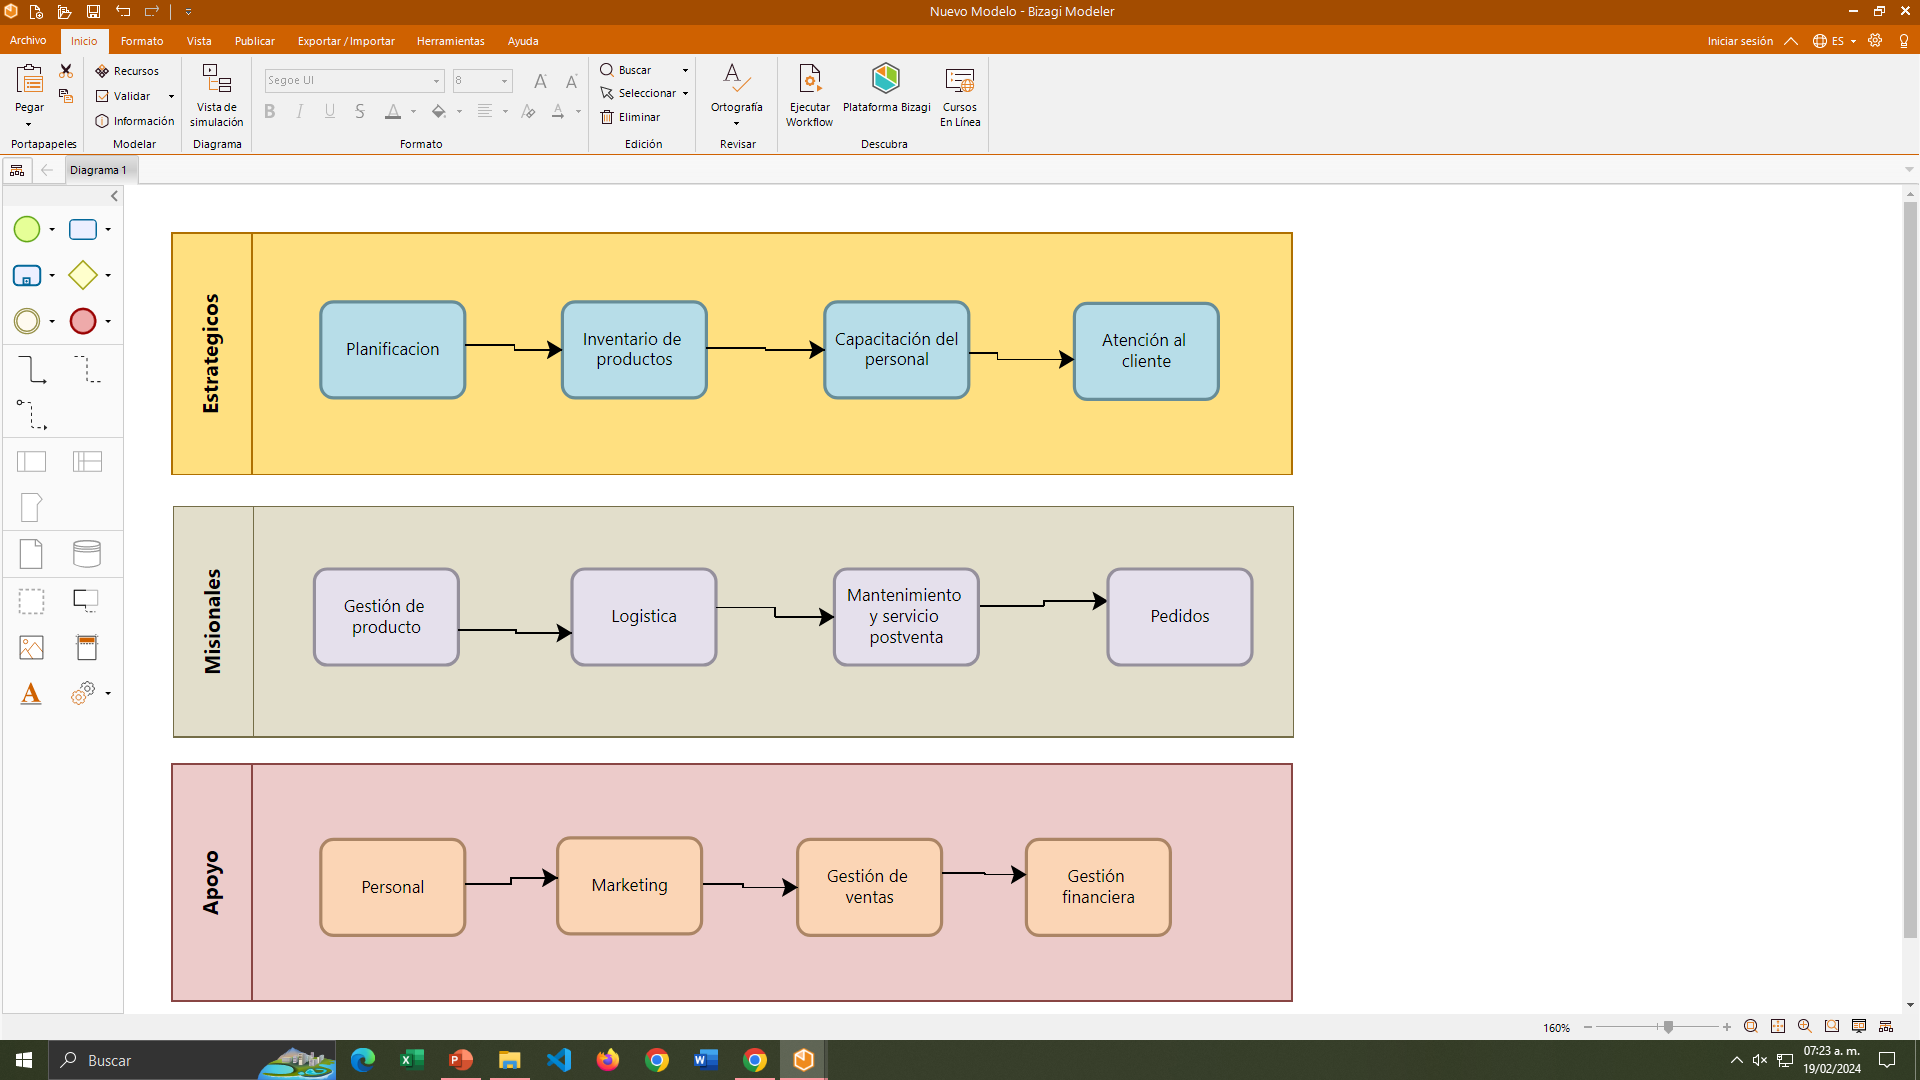 Nuevo Modelo - Bizagi Modeler
Archivo
Inicio
Formato
Vista
Publicar
Exportar / Importar
Herramientas
Ayuda
Iniciar sesión
ES
Pegar
Portapapeles
Recursos
Validar
Información
Modelar
Vista de
simulación
Diagrama
Segoe UI
8
Formato
Buscar
Seleccionar
Eliminar
Edición
Ortografía
Revisar
Ejecutar
Workflow
Plataforma Bizagi
Cursos
En Línea
Descubra
Diagrama 1
Estrategicos
Planificacion
Inventario de
productos
Capacitación del
personal
Atención al
cliente
Misionales
Gestión de
producto
Logistica
Mantenimiento
y servicio
postventa
Pedidos
Apoyo
Personal
Marketing
Gestión de
ventas
Gestión
financiera
160%
Buscar
07:23 a. m.
19/02/2024